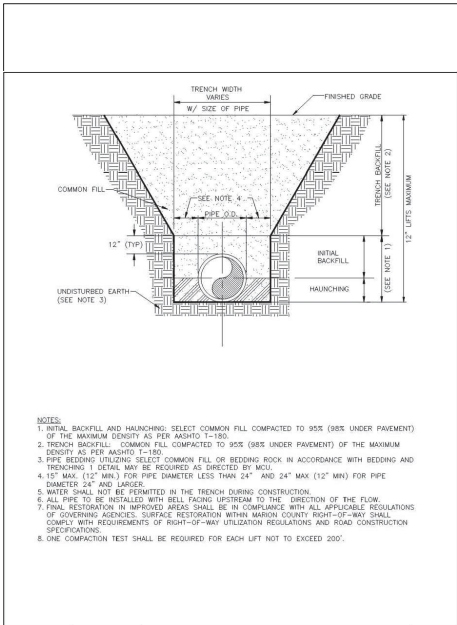 TRENCH WIDTH
VARIES
W/ SIZE OF PIPE
FINISHED GRADE
COMMON FILL
SEE NOTE 4
PIPE O.D.
12" (TYP)
TRENCH BACKFILL
(SEE NOTE 2)
12" LIFTS MAXIMUM
INITIAL
BACKFILL
(SEE NOTE 1)
HAUNCHING
UNDISTURBED EARTH
(SEE NOTE 3)
NOTES:
1. INITIAL BACKFILL AND HAUNCHING: SELECT COMMON FILL COMPACTED TO 95% (98% UNDER PAVEMENT)
OF THE MAXIMUM DENSITY AS PER AASHTO T-180.
2. TRENCH BACKFILL: COMMON FILL COMPACTED TO 95% (98% UNDER PAVEMENT) OF THE MAXIMUM
DENSITY AS PER AASHTO T-180.
3. PIPE BEDDING UTILIZING SELECT COMMON FILL OR BEDDING ROCK IN ACCORDANCE WITH BEDDING AND
TRENCHING 1 DETAIL MAY BE REQUIRED AS DIRECTED BY MCU.
4. 15" MAX. (12" MIN.) FOR PIPE DIAMETER LESS THAN 24" AND 24" MAX (12" MIN) FOR PIPE
DIAMETER 24" AND LARGER.
5. WATER SHALL NOT BE PERMITTED IN THE TRENCH DURING CONSTRUCTION.
6. ALL PIPE TO BE INSTALLED WITH BELL FACING UPSTREAM TO THE DIRECTION OF THE FLOW.
7. FINAL RESTORATION IN IMPROVED AREAS SHALL BE IN COMPLIANCE WITH ALL APPLICABLE REGULATIONS
OF GOVERNING AGENCIES. SURFACE RESTORATION WITHIN MARION COUNTY RIGHT-OF-WAY SHALL
COMPLY WITH REQUIREMENTS OF RIGHT-OF-WAY UTILIZATION REGULATIONS AND ROAD CONSTRUCTION
SPECIFICATIONS.
8. ONE COMPACTION TEST SHALL BE REQUIRED FOR EACH LIFT NOT TO EXCEED 200'.